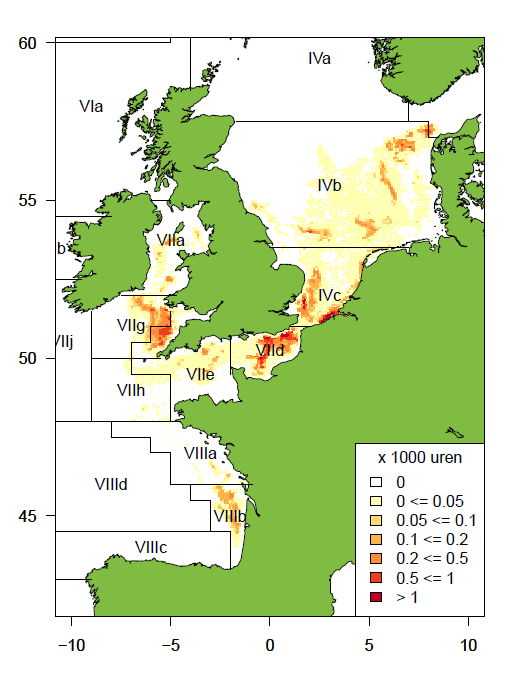 60
IVa
VIa
55
IVb
VIIa
b
IVc
VIIg
VIIj
50
VIId
VIIe
VIIh
VIIIa
VIIId
45
VIIIb
VIIIc
x 1000 uren
0
0 <= 0.05
0.05 <= 0.1
0.1 <= 0.2
0.2 <= 0.5
0.5 <= 1
> 1
−10
−5
0
5
10